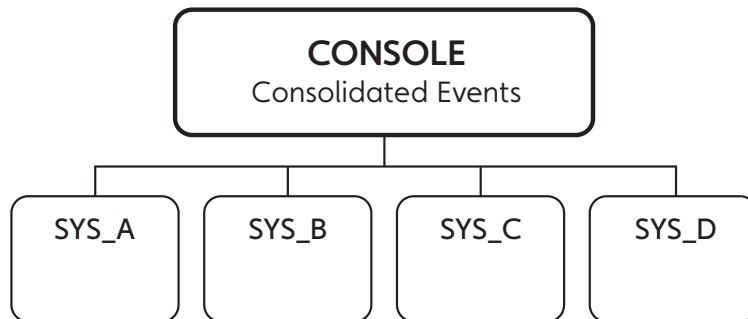 CONSOLE
Consolidated Events
SYS_A
SYS_B
SYS_C
SYS_D